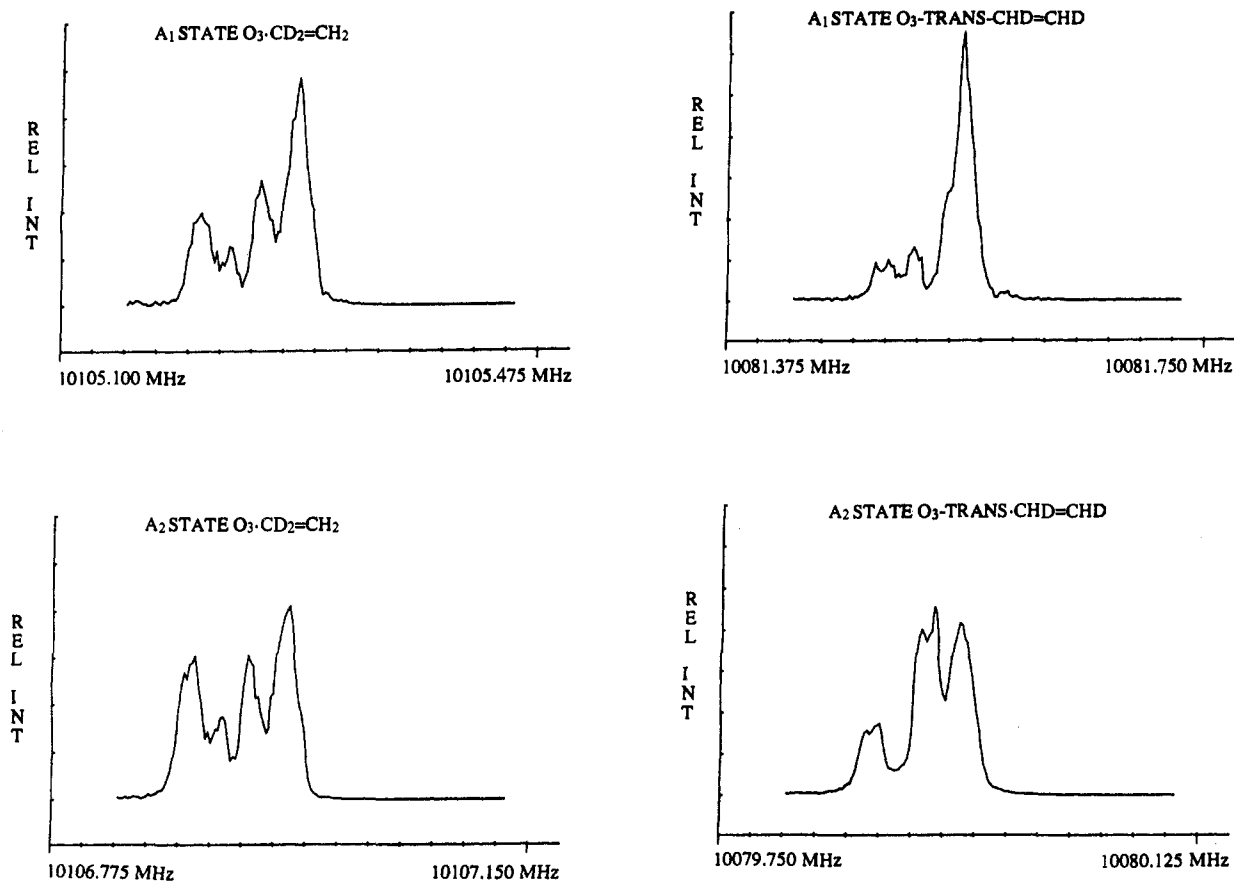 A1 STATE O3·CD2=CH2
REL INT
10105.100 MHz
10105.475 MHz
A1 STATE O3-TRANS-CHD=CHD
REL INT
10081.375 MHz
10081.750 MHz
A2 STATE O3·CD2=CH2
REL INT
10106.775 MHz
10107.150 MHz
A2 STATE O3-TRANS·CHD=CHD
REL INT
10079.750 MHz
10080.125 MHz